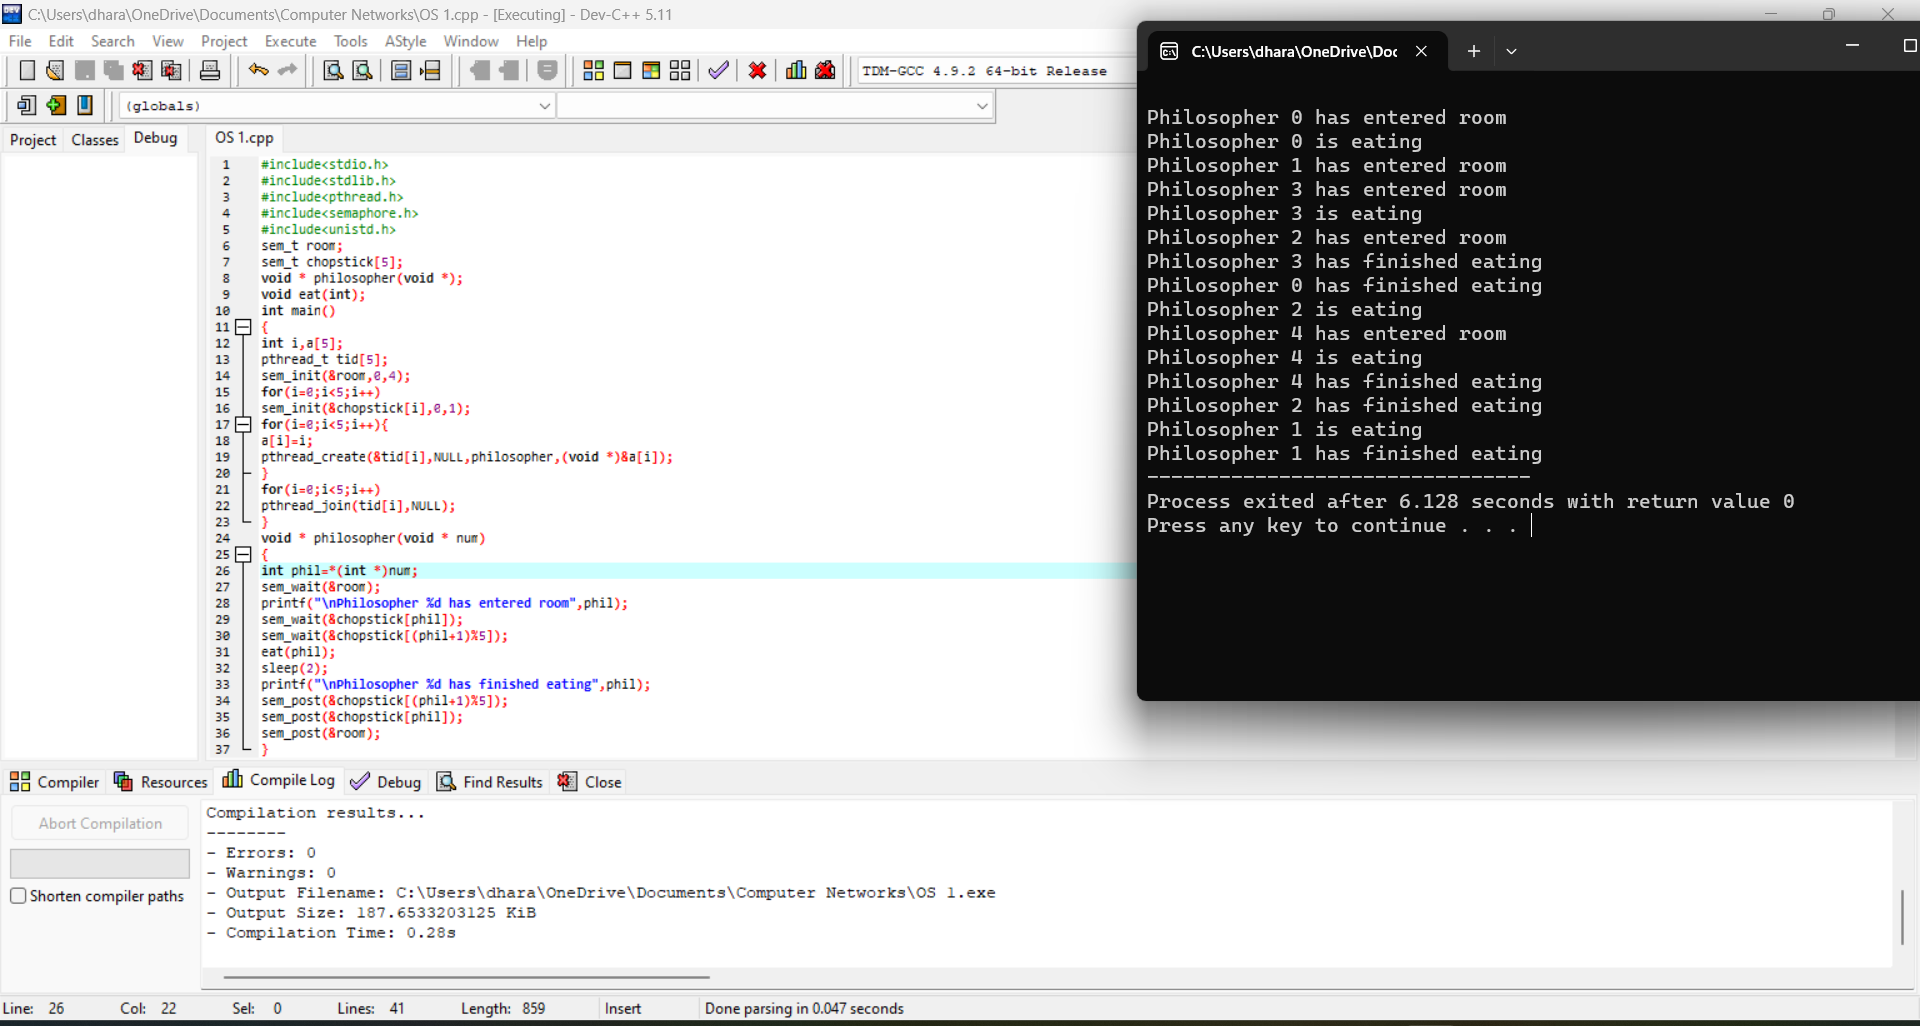 C:\Users\dhara\OneDrive\Documents\Computer Networks\OS 1.cpp - [Executing] - Dev-C++ 5.11
File Edit Search View Project Execute Tools AStyle Window Help
TDM-GCC 4.9.2 64-bit Release
(globals)
Project Classes Debug
OS 1.cpp
1 #include<stdio.h>
2 #include<stdlib.h>
3 #include<pthread.h>
4 #include<semaphore.h>
5 #include<unistd.h>
6 sem_t room;
7 sem_t chopstick[5];
8 void * philosopher(void *);
9 void eat(int);
10 int main()
11 {
12 int i,a[5];
13 pthread_t tid[5];
14 sem_init(&room,0,4);
15 for(i=0;i<5;i++)
16 sem_init(&chopstick[i],0,1);
17 for(i=0;i<5;i++){
18 a[i]=i;
19 pthread_create(&tid[i],NULL,philosopher,(void *)&a[i]);
20 }
21 for(i=0;i<5;i++)
22 pthread_join(tid[i],NULL);
23 }
24 void * philosopher(void * num)
25 {
26 int phil=*(int *)num;
27 sem_wait(&room);
28 printf("\nPhilosopher %d has entered room",phil);
29 sem_wait(&chopstick[phil]);
30 sem_wait(&chopstick[(phil+1)%5]);
31 eat(phil);
32 sleep(2);
33 printf("\nPhilosopher %d has finished eating",phil);
34 sem_post(&chopstick[(phil+1)%5]);
35 sem_post(&chopstick[phil]);
36 sem_post(&room);
37 }
C:\Users\dhara\OneDrive\Doc
Philosopher 0 has entered room
Philosopher 0 is eating
Philosopher 1 has entered room
Philosopher 3 has entered room
Philosopher 3 is eating
Philosopher 2 has entered room
Philosopher 3 has finished eating
Philosopher 0 has finished eating
Philosopher 2 is eating
Philosopher 4 has entered room
Philosopher 4 is eating
Philosopher 4 has finished eating
Philosopher 2 has finished eating
Philosopher 1 is eating
Philosopher 1 has finished eating
--------------------------------
Process exited after 6.128 seconds with return value 0
Press any key to continue . . .
Compiler Resources Compile Log Debug Find Results Close
Abort Compilation
Shorten compiler paths
Compilation results...
--------
- Errors: 0
- Warnings: 0
- Output Filename: C:\Users\dhara\OneDrive\Documents\Computer Networks\OS 1.exe
- Output Size: 187.6533203125 KiB
- Compilation Time: 0.28s
Line: 26 Col: 22 Sel: 0 Lines: 41 Length: 859 Insert Done parsing in 0.047 seconds